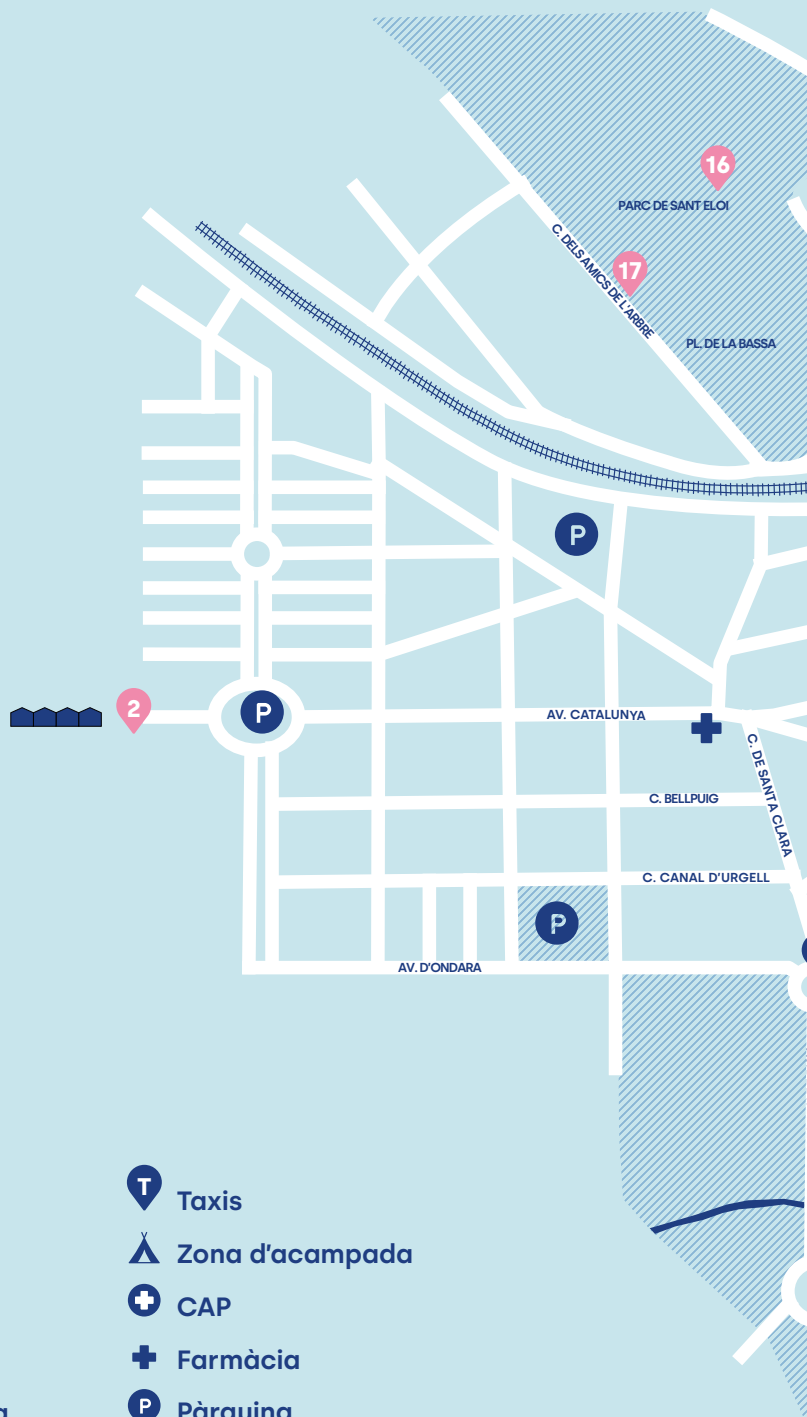 16
PARC DE SANT ELOI
C. DELS AMICS DE L'ARBRE
17
PL. DE LA BASSA
P
2
P
AV. CATALUNYA
C. DE SANTA CLARA
C. BELLPUIG
C. CANAL D'URGELL
P
AV. D'ONDARA
T Taxis
Zona d'acampada
CAP
Farmàcia
P Pàrquing